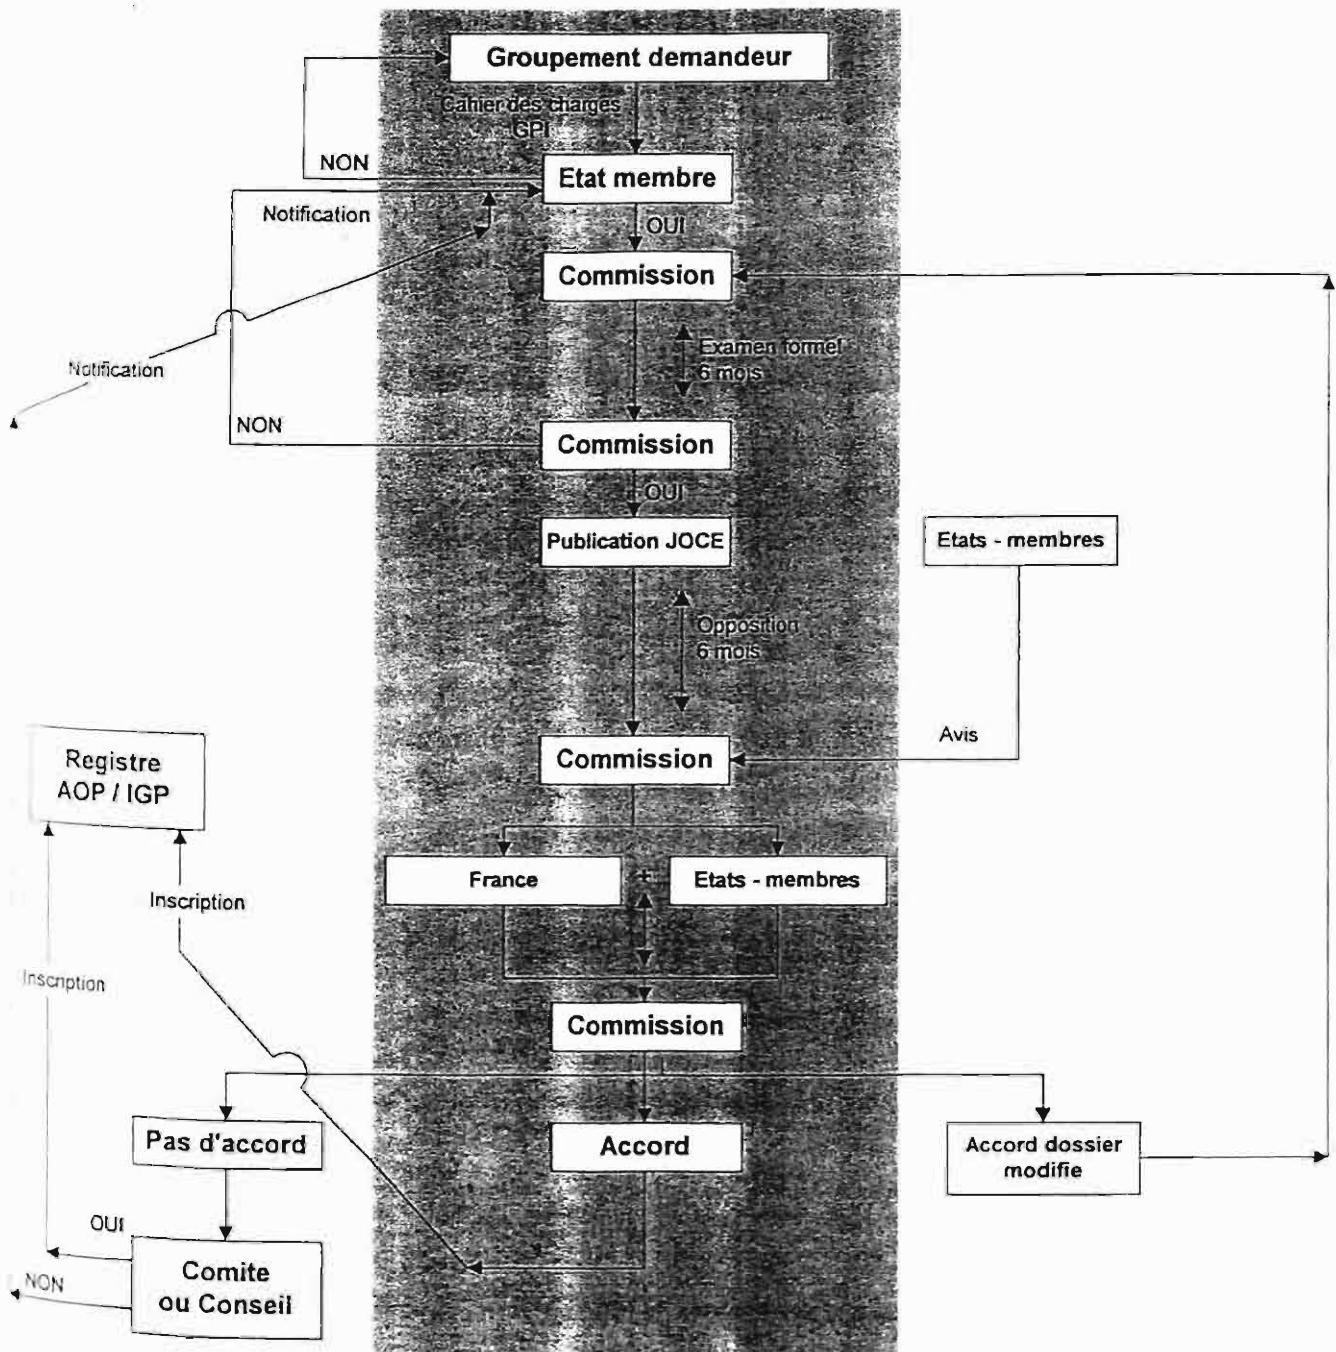 Groupement demandeur
Cahier des charges
GPI
NON
Etat membre
Notification
OUI
Commission
Examen formel
6 mois
Notification
NON
Commission
OUI
Publication JOCE
Etats - membres
Opposition
6 mois
Avis
Commission
Registre
AOP / IGP
France
+
Etats - membres
Inscription
Inscription
Commission
Pas d'accord
Accord
Accord dossier
modifie
OUI
NON
Comite
ou Conseil